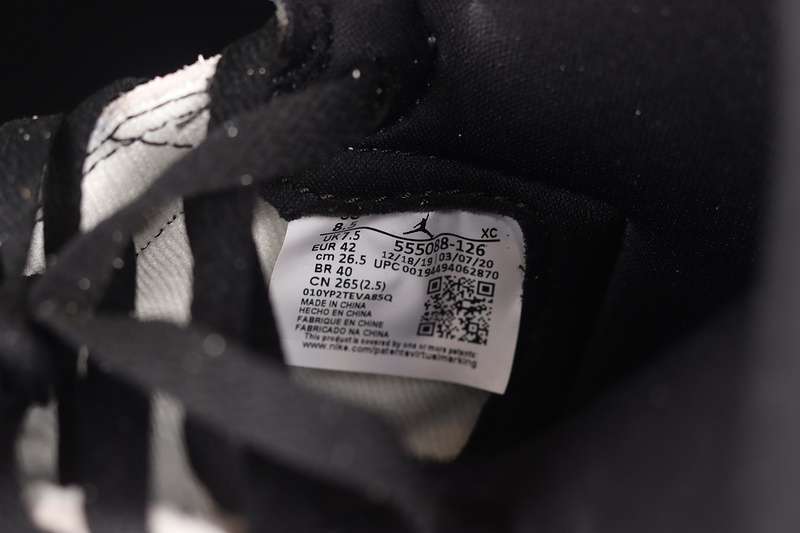 8.5
UK 7.5
EUR 42
cm 26.5
BR 40
CN 265(2.5)
010YP2TEVA85Q
MADE IN CHINA
HECHO EN CHINA
FABRIQUE EN CHINE
FABRICADO NA CHINA
XC
555088-126
12/18/19 03/07/20
UPC 00194494062870
This product is covered by one or more patents:
www.nike.com/patentsvirtualmarking